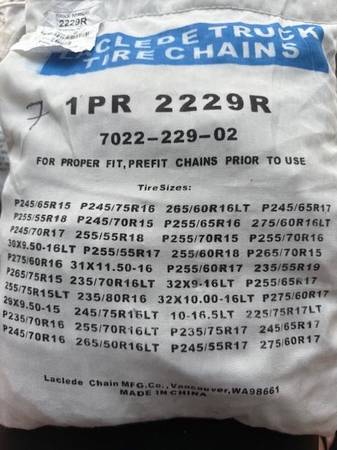 2229R
LACLEDE TRUCK
TIRE CHAINS
7 1PR 2229R
7022-229-02
FOR PROPER FIT, PREFIT CHAINS PRIOR TO USE
Tire Sizes:
P245/65R15 P245/75R16 265/60R16LT P245/65R17
P255/55R18 P245/70R15 255/65R16 275/60R16LT
P245/70R17 255/55R18 P255/70R15 P255/70R16
30X9.50-16LT P255/55R17 255/60R18 P265/70R15
P275/60R16 31X11.50-16 P255/60R17 235/55R19
P265/75R15 235/70R16LT 32X9-16LT P255/65R17
255/75R15LT 235/80R16 32X10.00-16LT P275/60R17
29X9.50-15 245/75R16LT 10-16.5LT 225/75R17LT
P235/70R16 255/70R16LT P235/75R17 245/65R17
P245/70R16 265/50R16LT P245/55R17 275/60R17
Laclede Chain MFG.Co.,Vancouver,WA98661
MADE IN CHINA